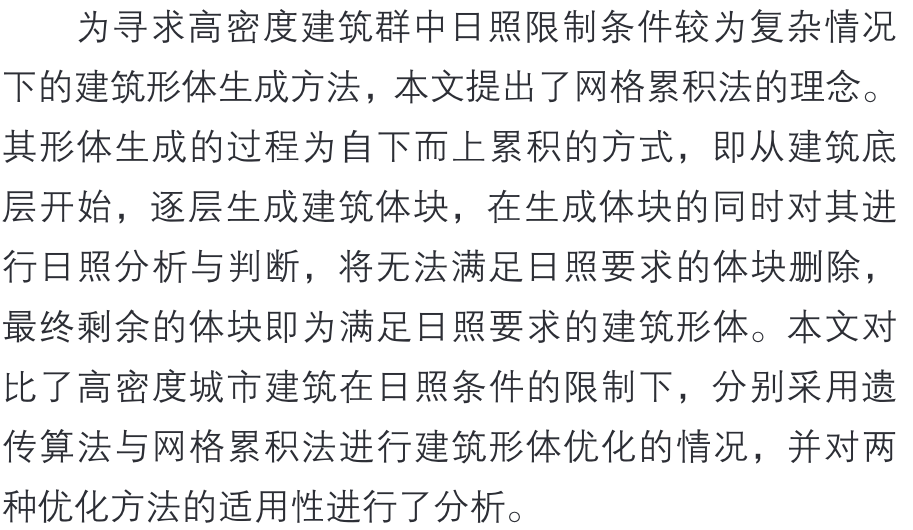 为寻求高密度建筑群中日照限制条件较为复杂情况
下的建筑形体生成方法，本文提出了网格累积法的理念。
其形体生成的过程为自下而上累积的方式，即从建筑底
层开始，逐层生成建筑体块，在生成体块的同时对其进
行日照分析与判断，将无法满足日照要求的体块删除，
最终剩余的体块即为满足日照要求的建筑形体。本文对
比了高密度城市建筑在日照条件的限制下，分别采用遗
传算法与网格累积法进行建筑形体优化的情况，并对两
种优化方法的适用性进行了分析。